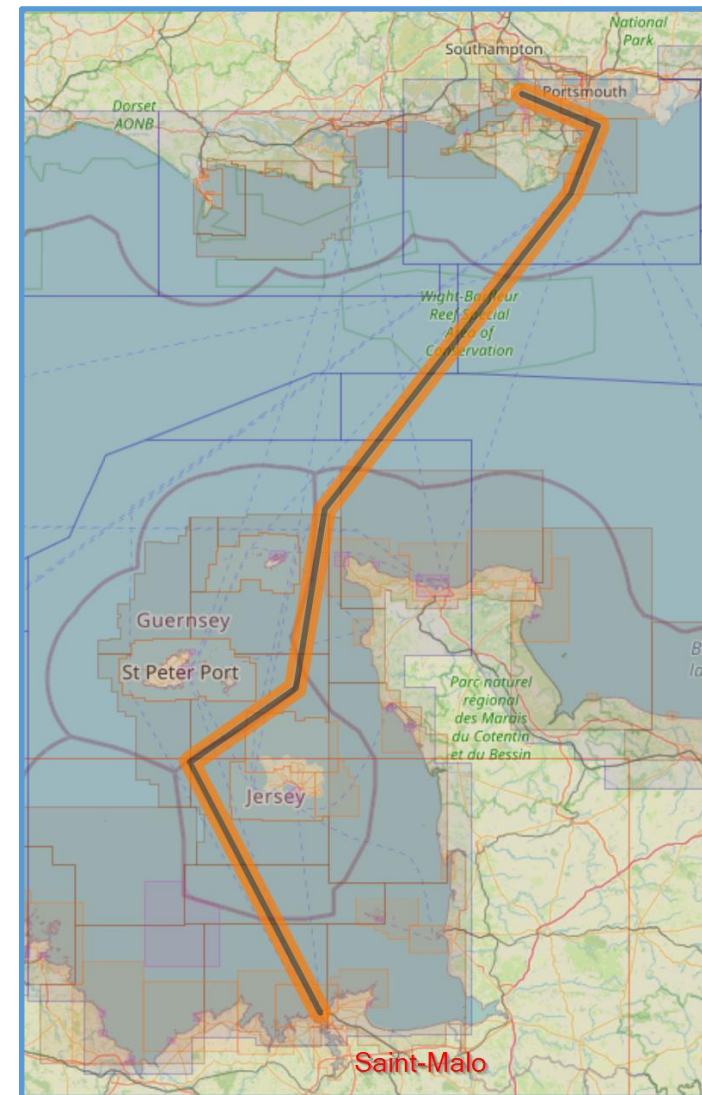 National
Park
Southampton
Portsmouth
Dorset
AONB
Wight-Barfleur
Reef Special
Area of
Conservation
Guernsey
St Peter Port
Parc naturel
régional
des Marais
du Cotentin
et du Bessin
Jersey
Saint-Malo